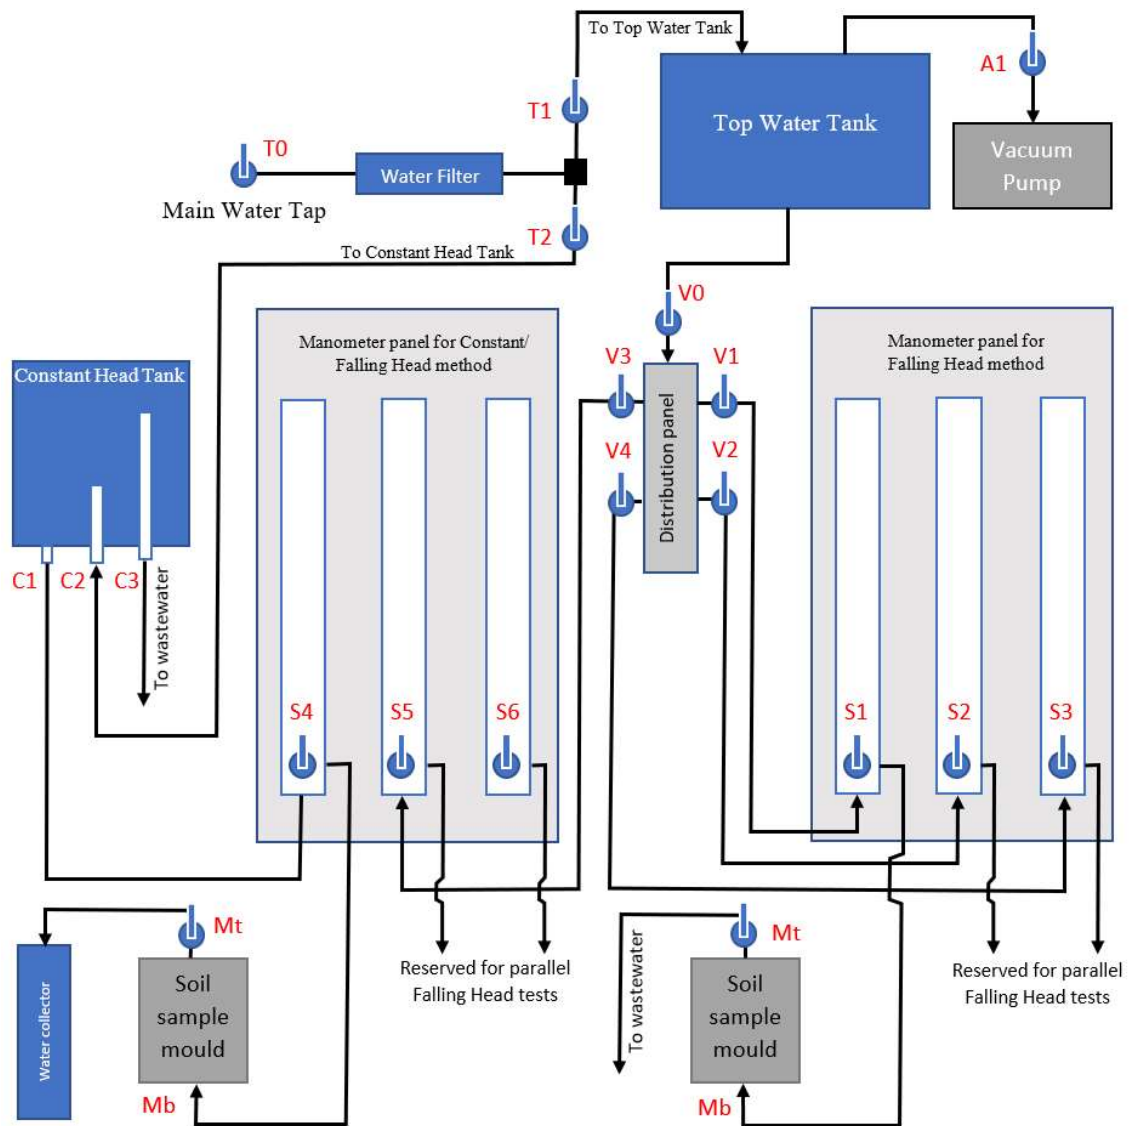 To Top Water Tank
A1
T1
Top Water Tank
T0
Vacuum
Pump
Water Filter
Main Water Tap
T2
To Constant Head Tank
V0
Manometer panel for Constant/
Falling Head method
Manometer panel for
Falling Head method
V3
V1
Constant Head Tank
V4
V2
Distribution panel
C1
C2
C3
To wastewater
S4
S5
S6
S1
S2
S3
Mt
Mt
Water collector
Soil
sample
mould
Reserved for parallel
Falling Head tests
To wastewater
Soil
sample
mould
Reserved for parallel
Falling Head tests
Mb
Mb